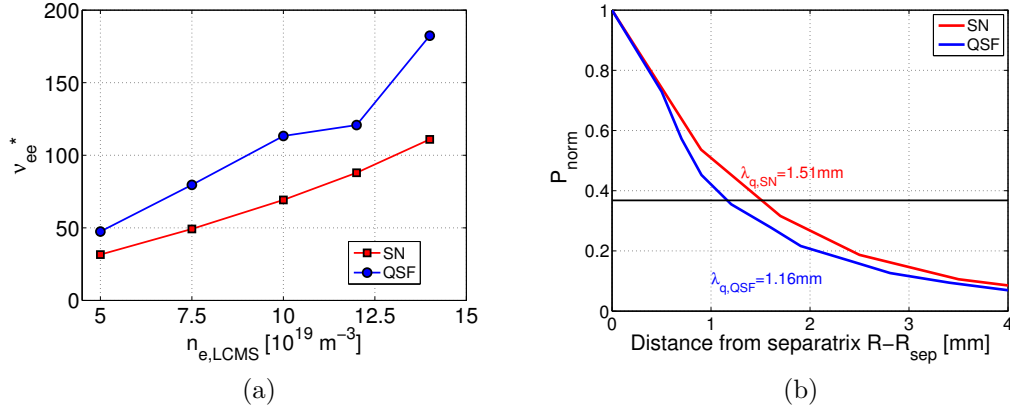 200
150
100
50
0
ν_ee*
SN
QSF
5
7.5
10
12.5
15
n_e,LCMS [10^19 m^-3]
(a)
1
0.8
0.6
0.4
0.2
0
P_norm
SN
QSF
λ_q,SN=1.51mm
λ_q,QSF=1.16mm
0
1
2
3
4
Distance from separatrix R−R_sep [mm]
(b)